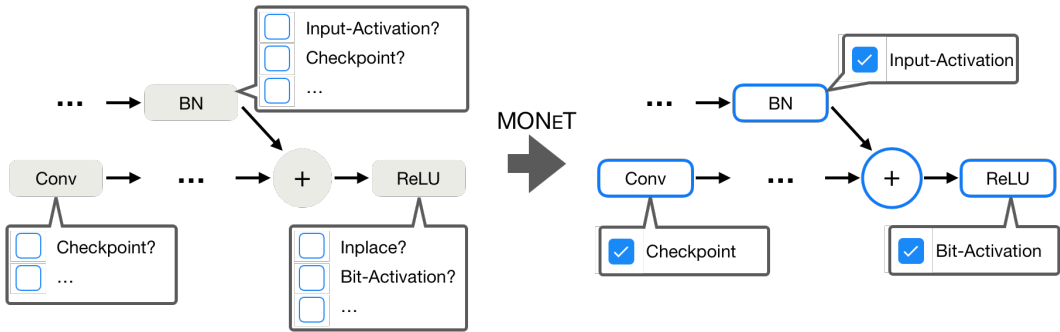 Input-Activation?
Checkpoint?
...
... BN
Conv ... + ReLU
Checkpoint?
...
Inplace?
Bit-Activation?
...
MONET
Input-Activation
... BN
Conv ... + ReLU
Checkpoint
Bit-Activation